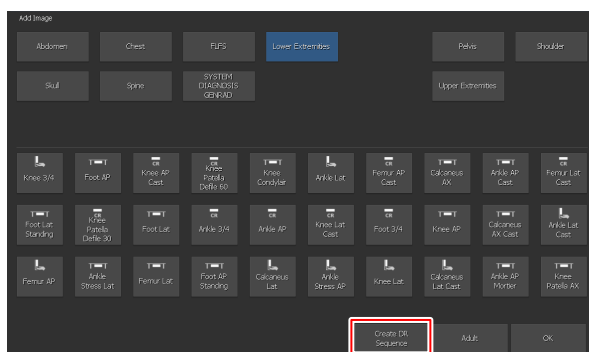 Add Image
Abdomen
Chest
FLFS
Lower Extremities
Pelvis
Shoulder
Skull
Spine
SYSTEM
DIAGNOSIS
GENRAD
Upper Extremities
Knee 3/4
Foot AP
CR
Knee AP
Cast
CR
Knee
Patella
Defile 60
Knee
Condylair
Ankle Lat
CR
Femur AP
Cast
Calcaneus
AX
Ankle AP
Cast
CR
Femur Lat
Cast
Foot Lat
Standing
CR
Knee
Patella
Defile 30
Foot Lat
CR
Ankle 3/4
CR
Ankle AP
CR
Knee Lat
Cast
CR
Foot 3/4
Knee AP
Calcaneus
AX Cast
Ankle Lat
Cast
Femur AP
Ankle
Stress Lat
Femur Lat
Foot AP
Standing
Calcaneus
Lat
Ankle
Stress AP
Knee Lat
Calcaneus
Lat Cast
Ankle AP
Mortier
Knee
Patella AX
Create DR
Sequence
Adult
OK